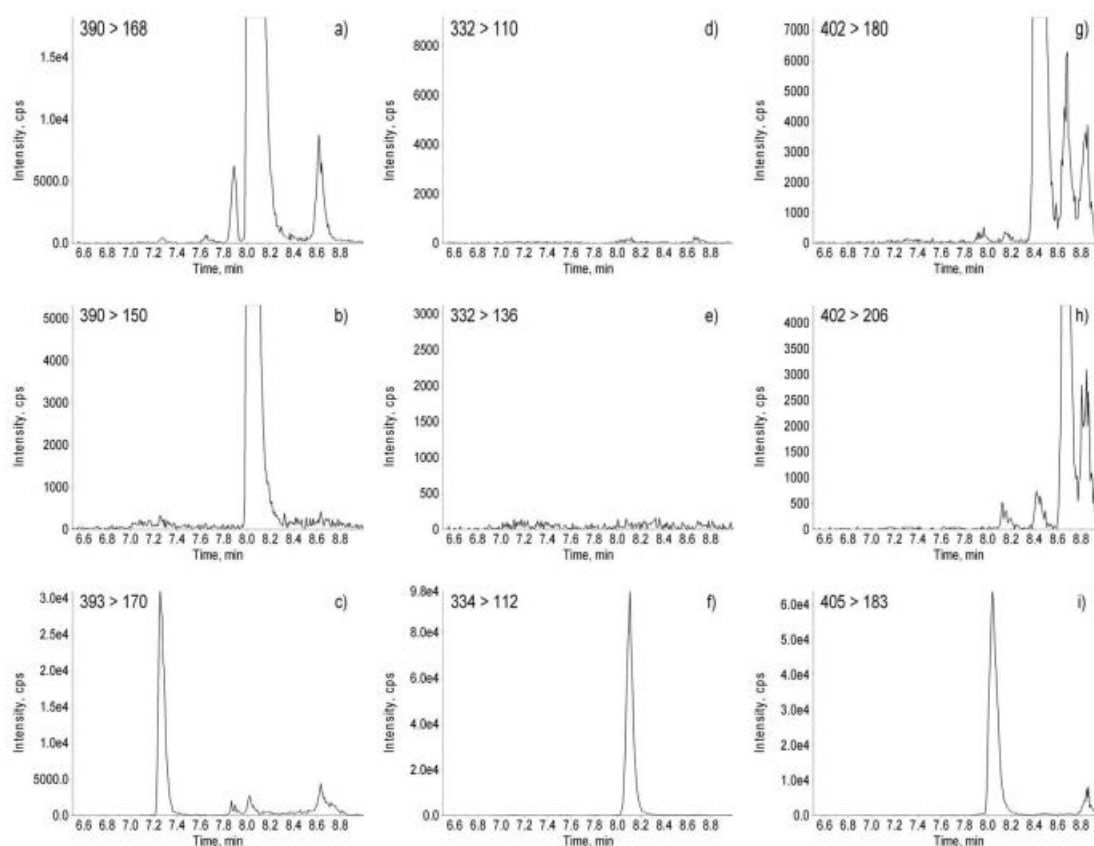 390 > 168
a)
Intensity, cps
1.5e4
1.0e4
5000.0
0.0
6.6 6.8 7.0 7.2 7.4 7.6 7.8 8.0 8.2 8.4 8.6 8.8
Time, min
332 > 110
d)
Intensity, cps
8000
6000
4000
2000
0
6.6 6.8 7.0 7.2 7.4 7.6 7.8 8.0 8.2 8.4 8.6 8.8
Time, min
402 > 180
g)
Intensity, cps
7000
6000
5000
4000
3000
2000
1000
0
6.6 6.8 7.0 7.2 7.4 7.6 7.8 8.0 8.2 8.4 8.6 8.8
Time, min
390 > 150
b)
Intensity, cps
5000
4000
3000
2000
1000
0
6.6 6.8 7.0 7.2 7.4 7.6 7.8 8.0 8.2 8.4 8.6 8.8
Time, min
332 > 136
e)
Intensity, cps
3000
2500
2000
1500
1000
500
0
6.6 6.8 7.0 7.2 7.4 7.6 7.8 8.0 8.2 8.4 8.6 8.8
Time, min
402 > 206
h)
Intensity, cps
4000
3500
3000
2500
2000
1500
1000
500
0
6.6 6.8 7.0 7.2 7.4 7.6 7.8 8.0 8.2 8.4 8.6 8.8
Time, min
393 > 170
c)
Intensity, cps
3.0e4
2.5e4
2.0e4
1.5e4
1.0e4
5000.0
0.0
6.6 6.8 7.0 7.2 7.4 7.6 7.8 8.0 8.2 8.4 8.6 8.8
Time, min
334 > 112
f)
Intensity, cps
9.8e4
8.0e4
6.0e4
4.0e4
2.0e4
0.0
6.6 6.8 7.0 7.2 7.4 7.6 7.8 8.0 8.2 8.4 8.6 8.8
Time, min
405 > 183
i)
Intensity, cps
6.0e4
5.0e4
4.0e4
3.0e4
2.0e4
1.0e4
0.0
6.6 6.8 7.0 7.2 7.4 7.6 7.8 8.0 8.2 8.4 8.6 8.8
Time, min